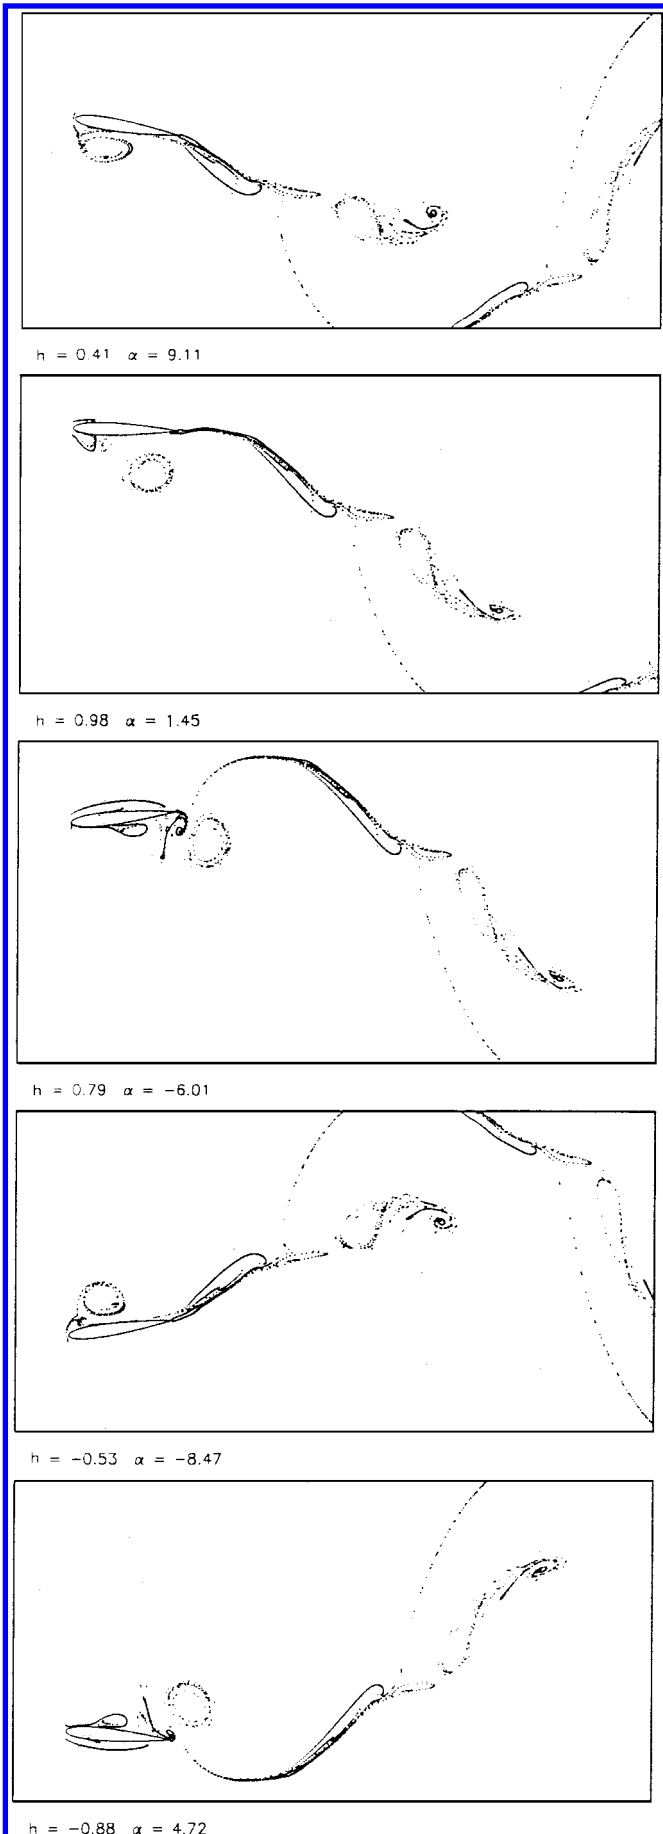 h = 0.41 α = 9.11
h = 0.98 α = 1.45
h = 0.79 α = −6.01
h = −0.53 α = −8.47
h = −0.88 α = 4.72